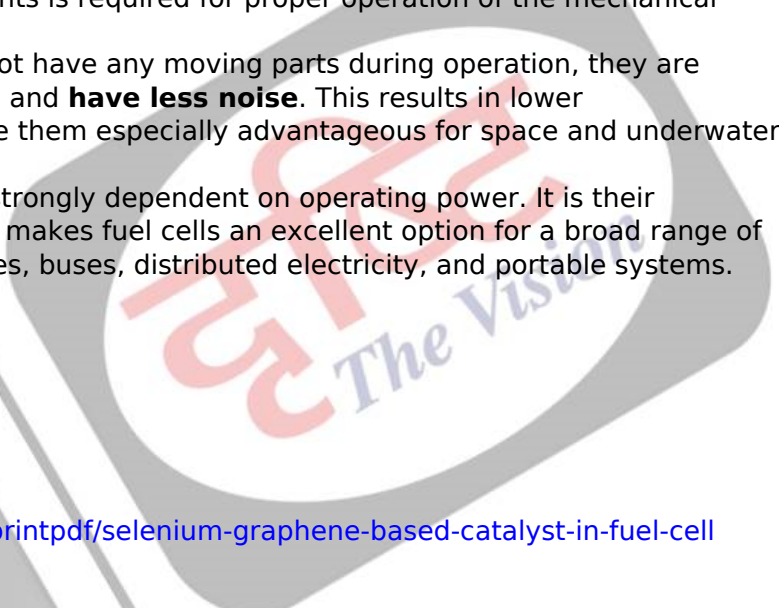 nts is required for proper operation of the mechanical
ot have any moving parts during operation, they are
and have less noise. This results in lower
e them especially advantageous for space and underwater
trongly dependent on operating power. It is their
makes fuel cells an excellent option for a broad range of
es, buses, distributed electricity, and portable systems.
दृष्टि
The Vision
printpdf/selenium-graphene-based-catalyst-in-fuel-cell